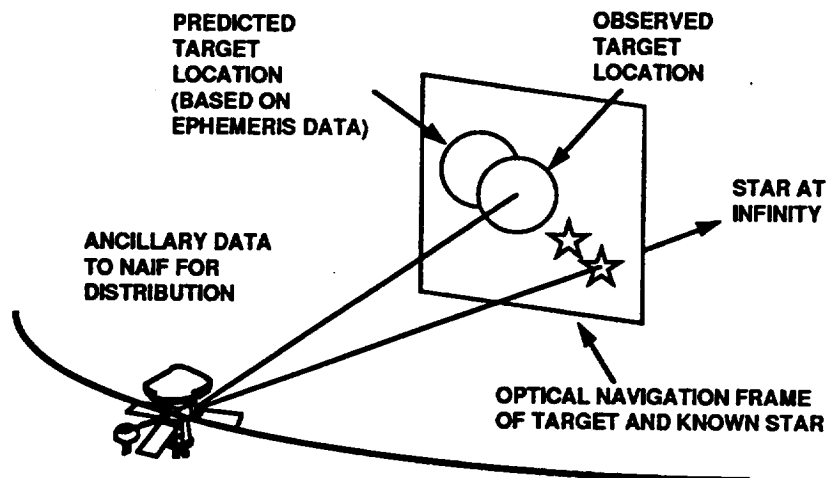 PREDICTED
TARGET
LOCATION
(BASED ON
EPHEMERIS DATA)
OBSERVED
TARGET
LOCATION
STAR AT
INFINITY
ANCILLARY DATA
TO NAIF FOR
DISTRIBUTION
OPTICAL NAVIGATION FRAME
OF TARGET AND KNOWN STAR